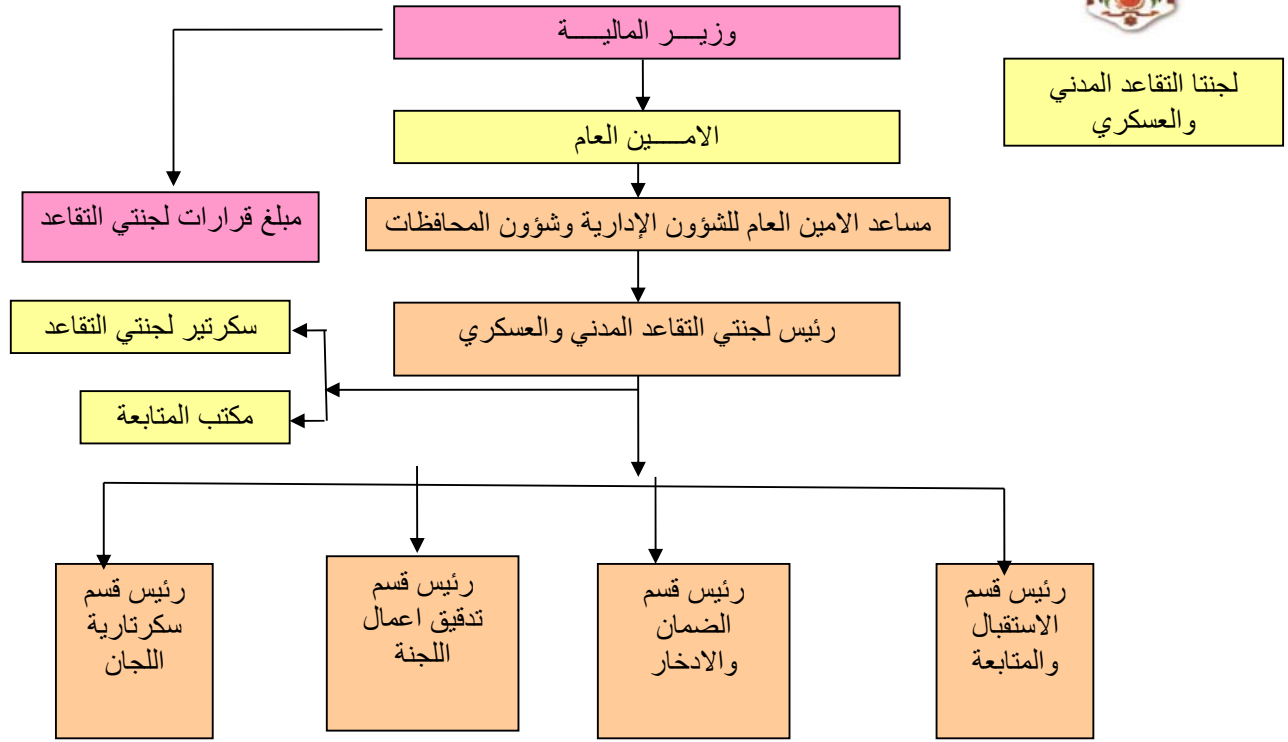 وزيـــر الماليـــة
لجنتا التقاعد المدني
والعسكري
الامـــين العام
مبلغ قرارات لجنتي التقاعد
مساعد الامين العام للشؤون الإدارية وشؤون المحافظات
رئيس لجنتي التقاعد المدني والعسكري
سكرتير لجنتي التقاعد
مكتب المتابعة
رئيس قسم
الاستقبال
والمتابعة
رئيس قسم
الضمان
والادخار
رئيس قسم
تدقيق اعمال
اللجنة
رئيس قسم
سكرتارية
اللجان